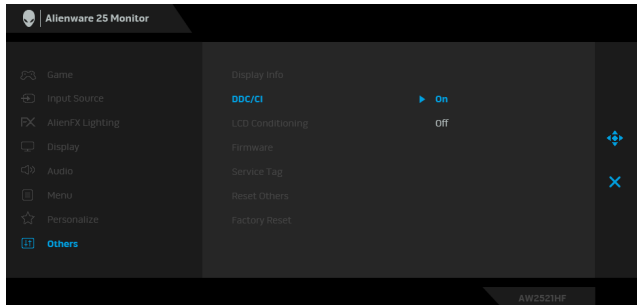 Alienware 25 Monitor
Game
Input Source
AlienFX Lighting
Display
Audio
Menu
Personalize
Others
Display Info
DDC/CI
On
LCD Conditioning
Off
Firmware
Service Tag
Reset Others
Factory Reset
AW2521HF